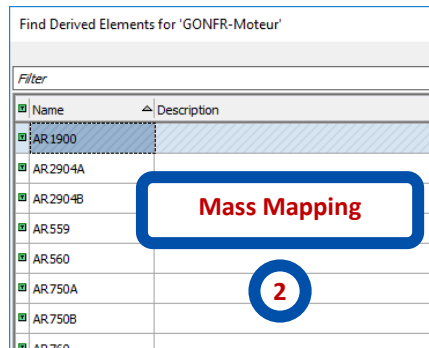 Find Derived Elements for 'GONFR-Moteur'
Filter
Name Description
AR1900
AR2904A
AR2904B
Mass Mapping
AR559
AR560
AR750A
2
AR750B
AR760